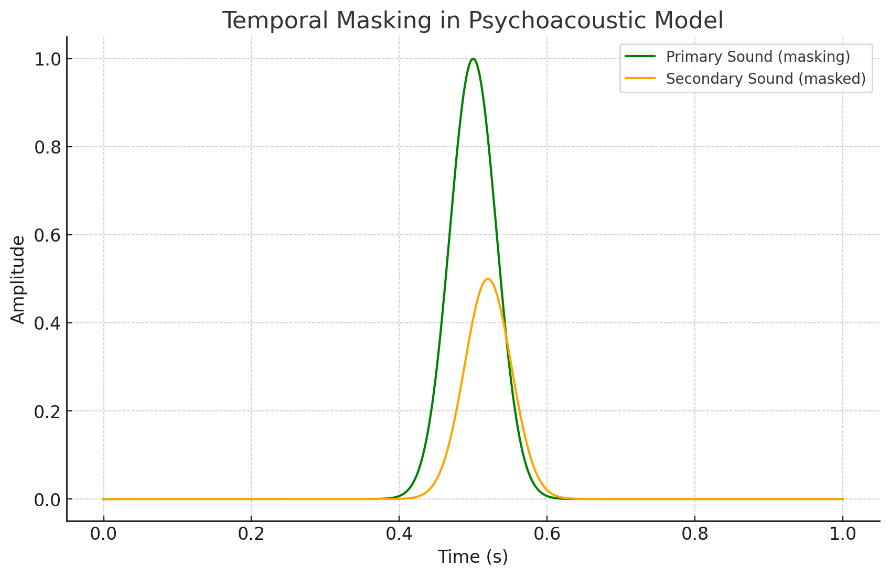 Temporal Masking in Psychoacoustic Model
Primary Sound (masking)
Secondary Sound (masked)
1.0
0.8
0.6
0.4
0.2
0.0
Amplitude
0.0 0.2 0.4 0.6 0.8 1.0
Time (s)